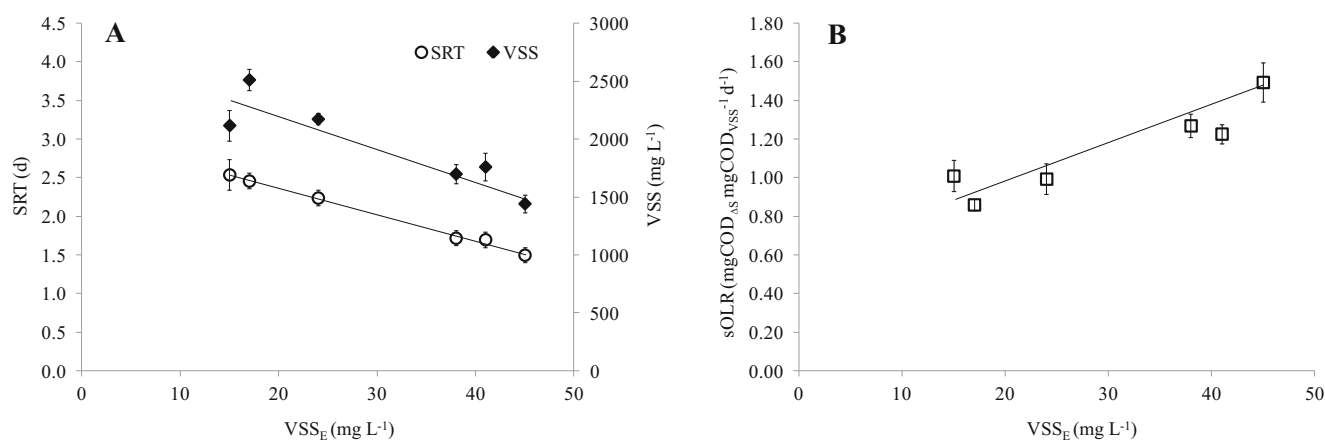 A
SRT
VSS
SRT (d)
4.5
4.0
3.5
3.0
2.5
2.0
1.5
1.0
0.5
0.0
VSS (mg L-1)
3000
2500
2000
1500
1000
500
0
0 10 20 30 40 50
VSSE (mg L-1)
B
sOLR (mgCODΔS mgCODVSS-1 d-1)
1.80
1.60
1.40
1.20
1.00
0.80
0.60
0.40
0.20
0.00
0 10 20 30 40 50
VSSE (mg L-1)